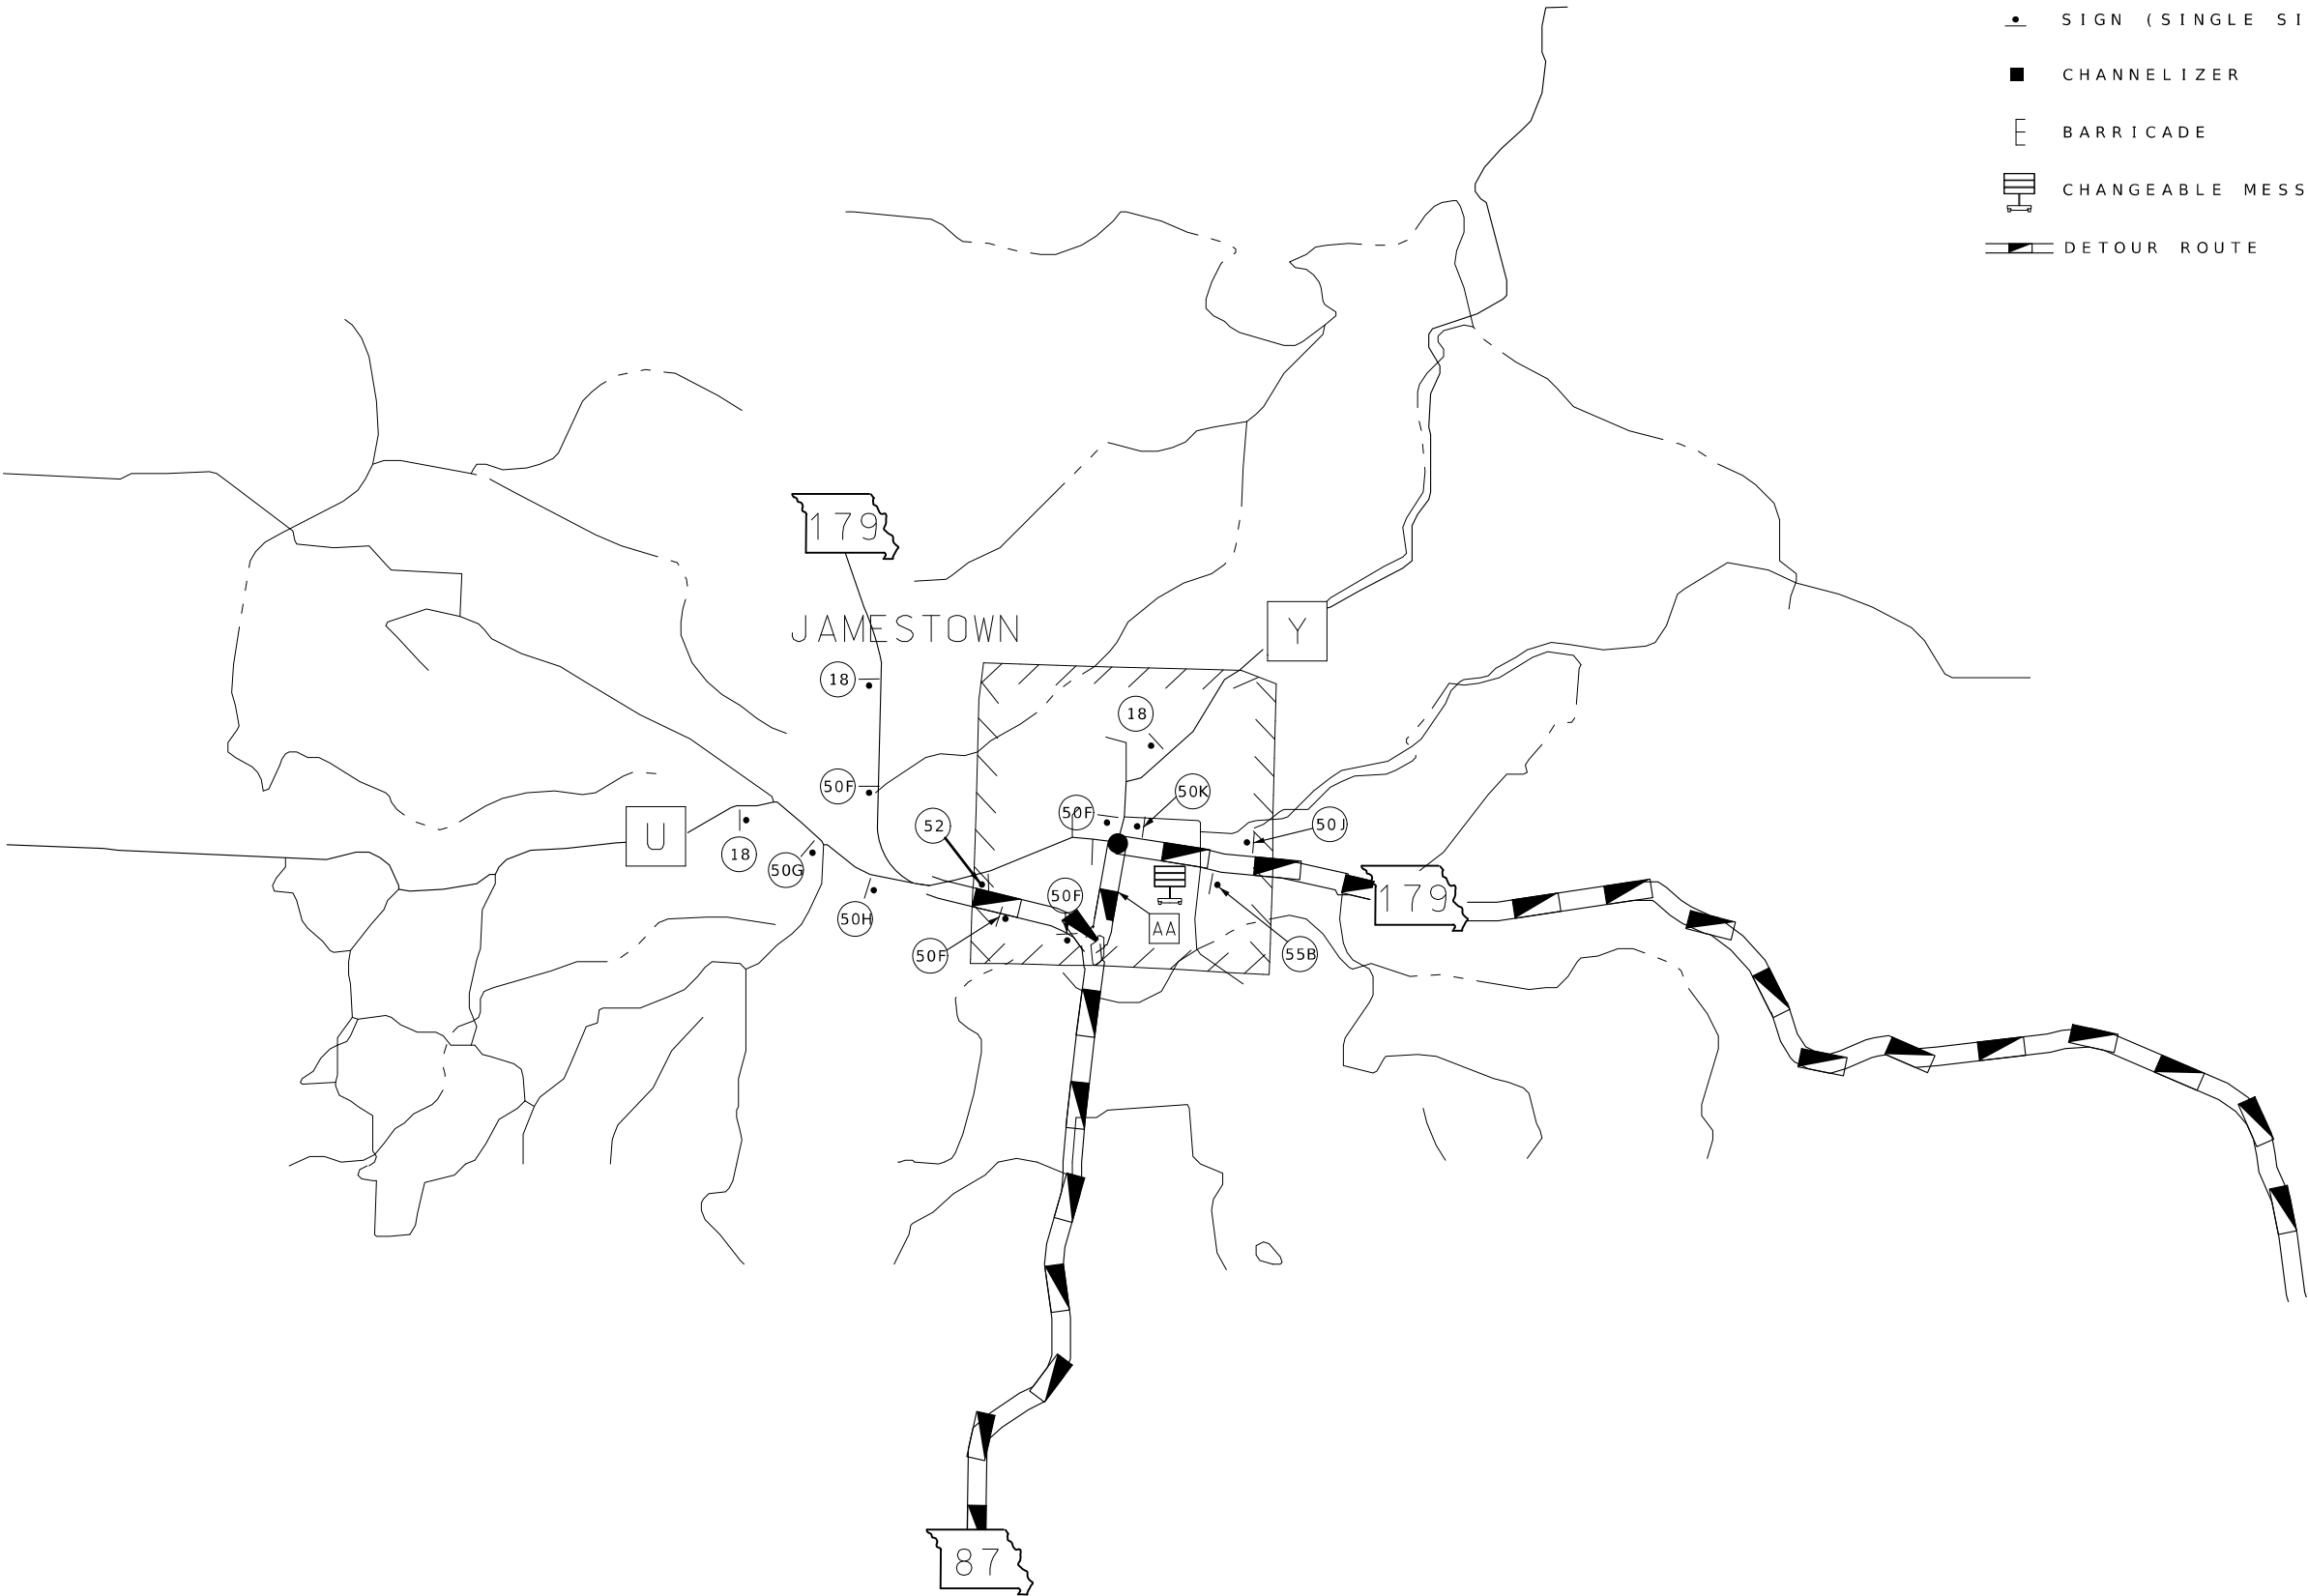 SIGN (SINGLE SI
CHANNELIZER
BARRICADE
CHANGEABLE MESS
DETOUR ROUTE
179
JAMESTOWN
Y
18
18
50F
50K
50F
52
50J
U
18
50G
50F
179
50H
AA
50F
55B
87